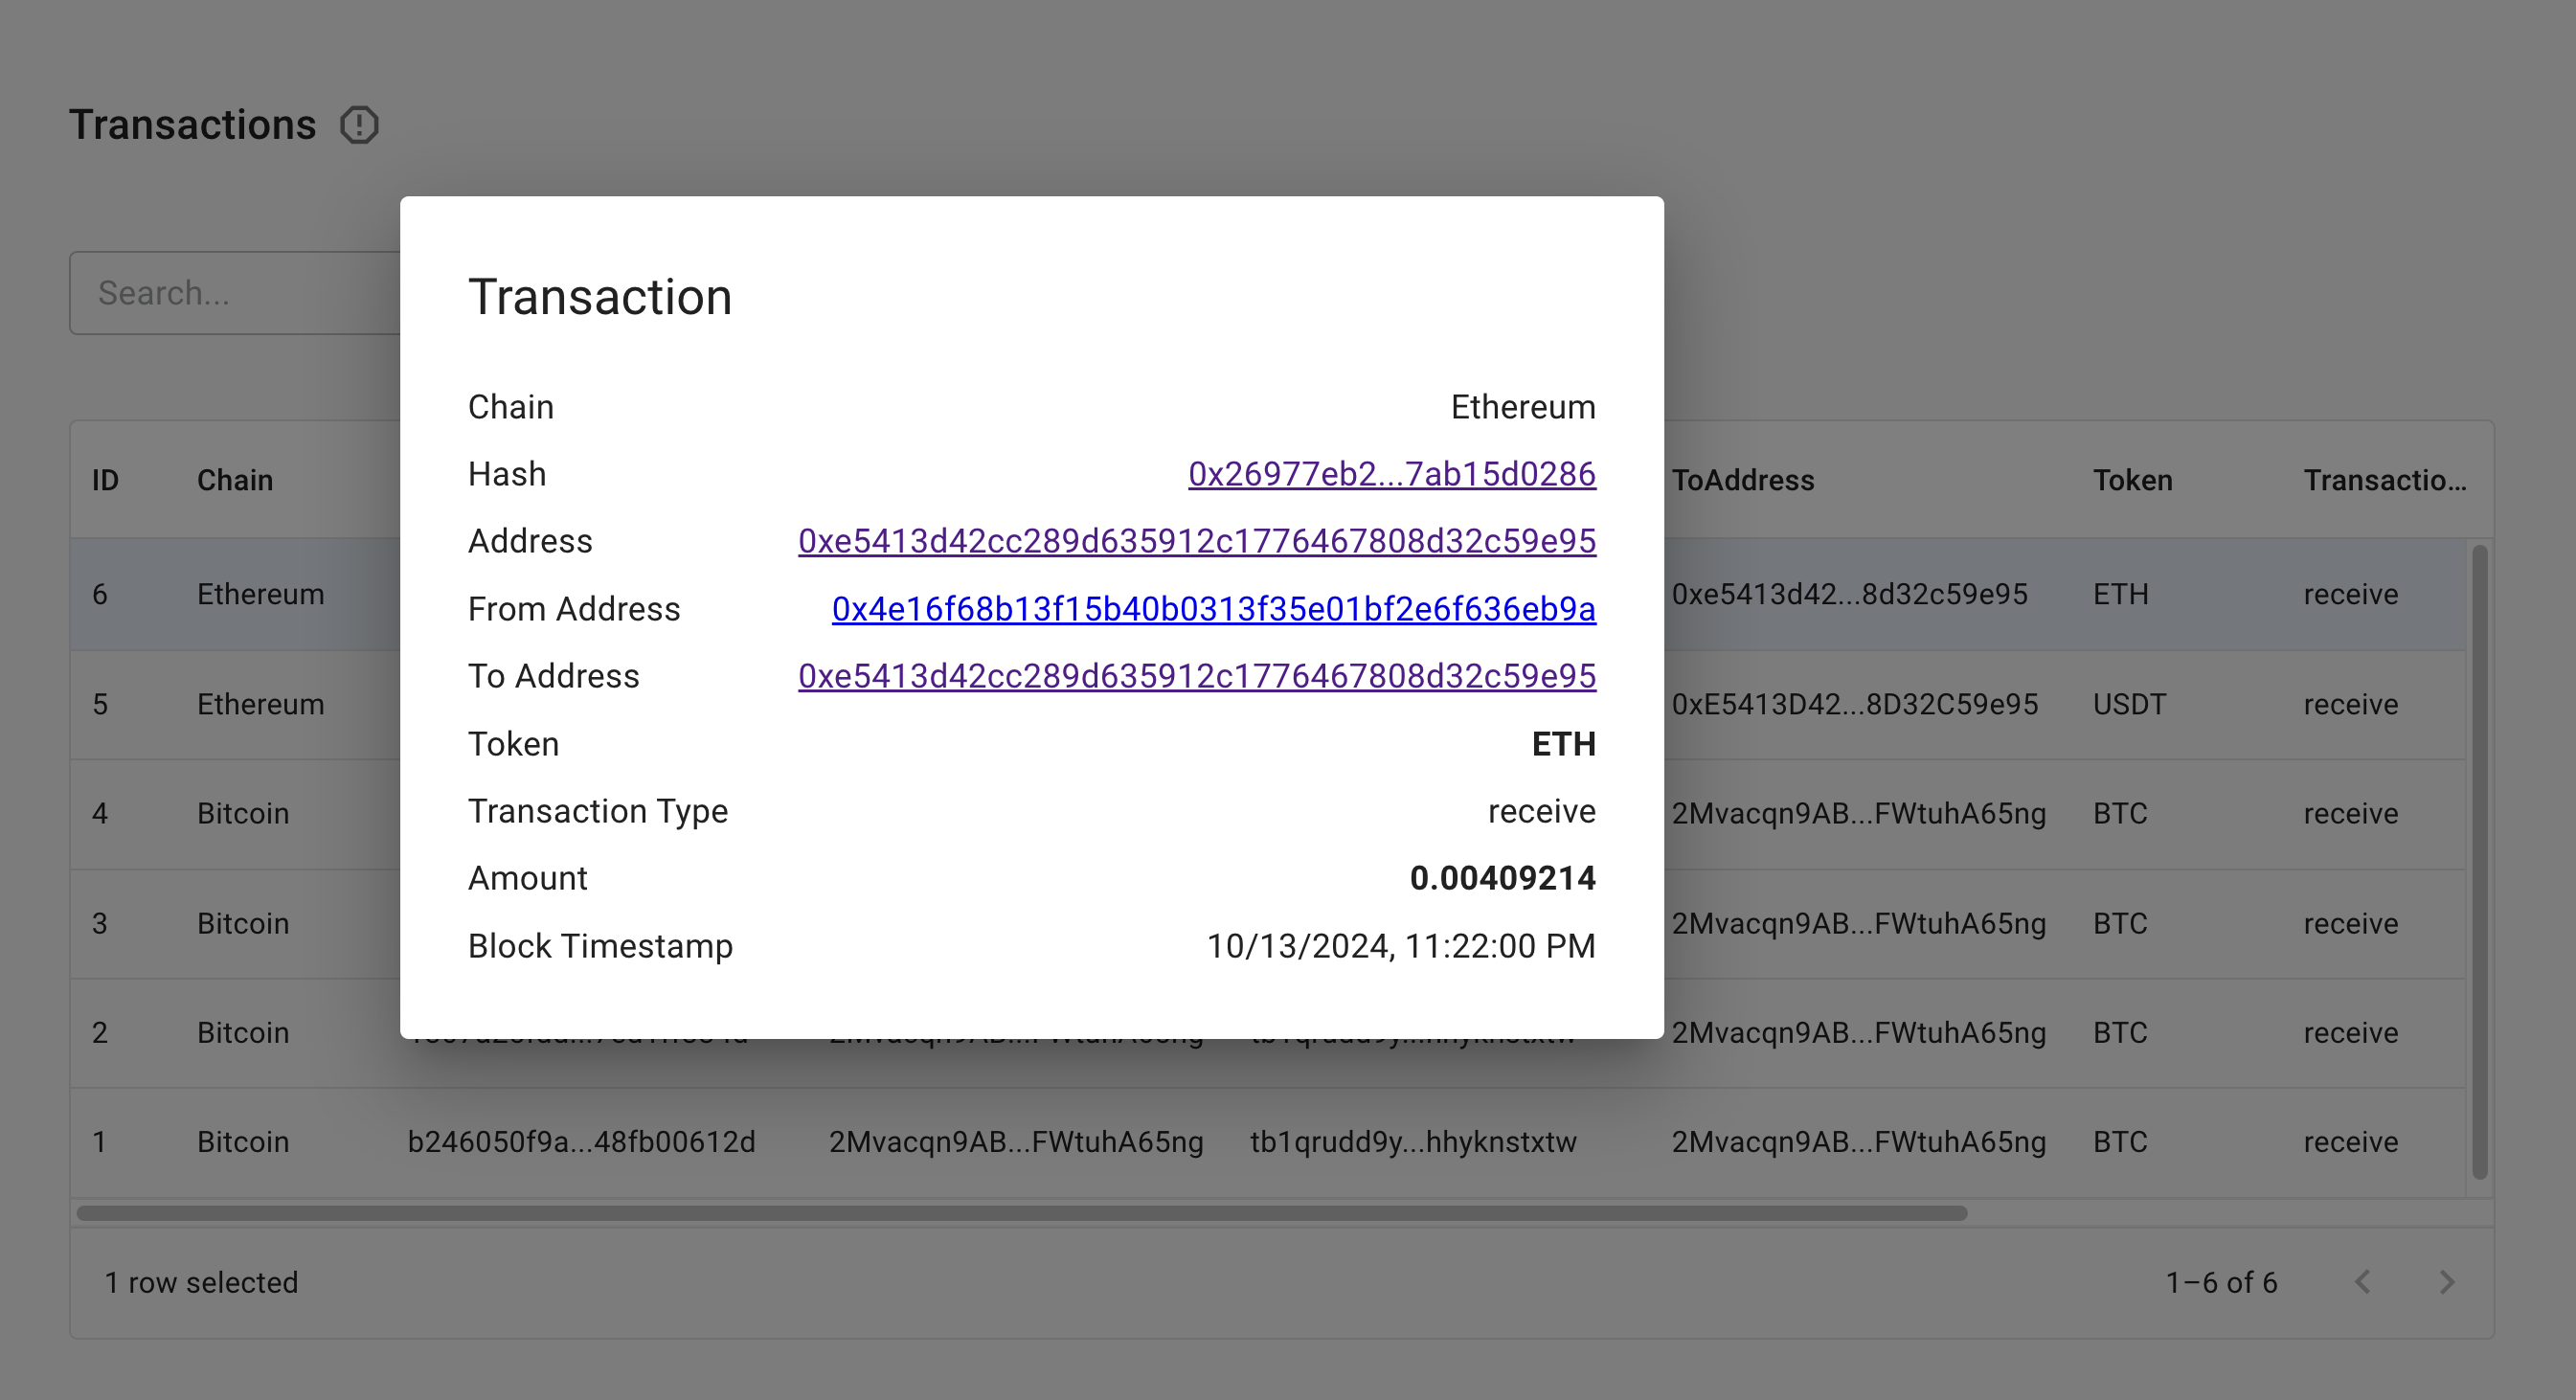 Transactions
Search...
Transaction
Chain Ethereum
Hash 0x26977eb2...7ab15d0286
Address 0xe5413d42cc289d635912c1776467808d32c59e95
From Address 0x4e16f68b13f15b40b0313f35e01bf2e6f636eb9a
To Address 0xe5413d42cc289d635912c1776467808d32c59e95
Token ETH
Transaction Type receive
Amount 0.00409214
Block Timestamp 10/13/2024, 11:22:00 PM
ID Chain ToAddress Token Transactio...
6 Ethereum 0xe5413d42...8d32c59e95 ETH receive
5 Ethereum 0xE5413D42...8D32C59e95 USDT receive
4 Bitcoin 2Mvacqn9AB...FWtuhA65ng BTC receive
3 Bitcoin 2Mvacqn9AB...FWtuhA65ng BTC receive
2 Bitcoin 2Mvacqn9AB...FWtuhA65ng tb1qrudd9y...hhyknstxtw 2Mvacqn9AB...FWtuhA65ng BTC receive
1 Bitcoin b246050f9a...48fb00612d 2Mvacqn9AB...FWtuhA65ng tb1qrudd9y...hhyknstxtw 2Mvacqn9AB...FWtuhA65ng BTC receive
1 row selected 1–6 of 6